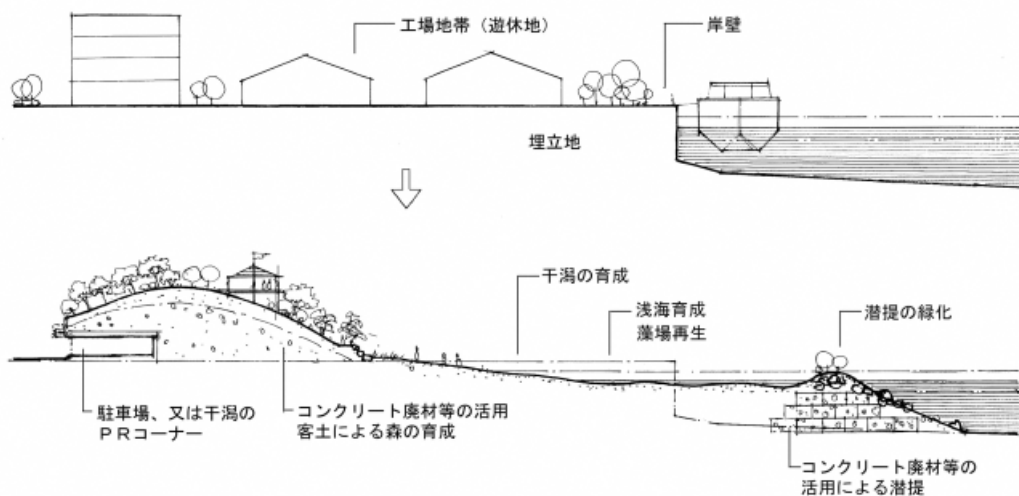 工場地帯（遊休地）
岸壁
埋立地
干潟の育成
浅海育成
藻場再生
潜提の緑化
駐車場、又は干潟の
ＰＲコーナー
コンクリート廃材等の活用
客土による森の育成
コンクリート廃材等の
活用による潜提